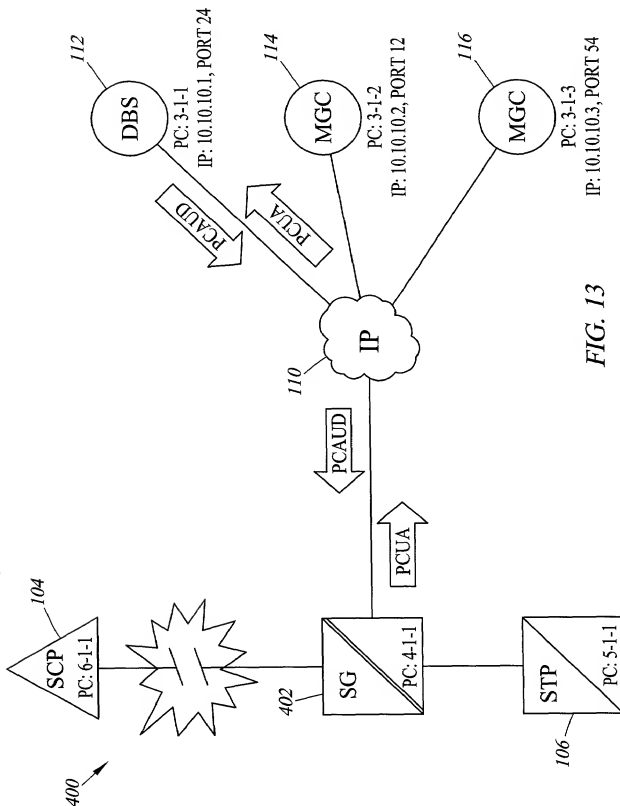 400
104
SCP
PC: 6-1-1
402
SG
PC: 4-1-1
STP
PC: 5-1-1
106
PCAUD
PCUA
110
IP
PCAUD
PCUA
112
DBS
PC: 3-1-1
IP: 10.10.10.1, PORT 24
114
MGC
PC: 3-1-2
IP: 10.10.10.2, PORT 12
116
MGC
PC: 3-1-3
IP: 10.10.10.3, PORT 54
FIG. 13